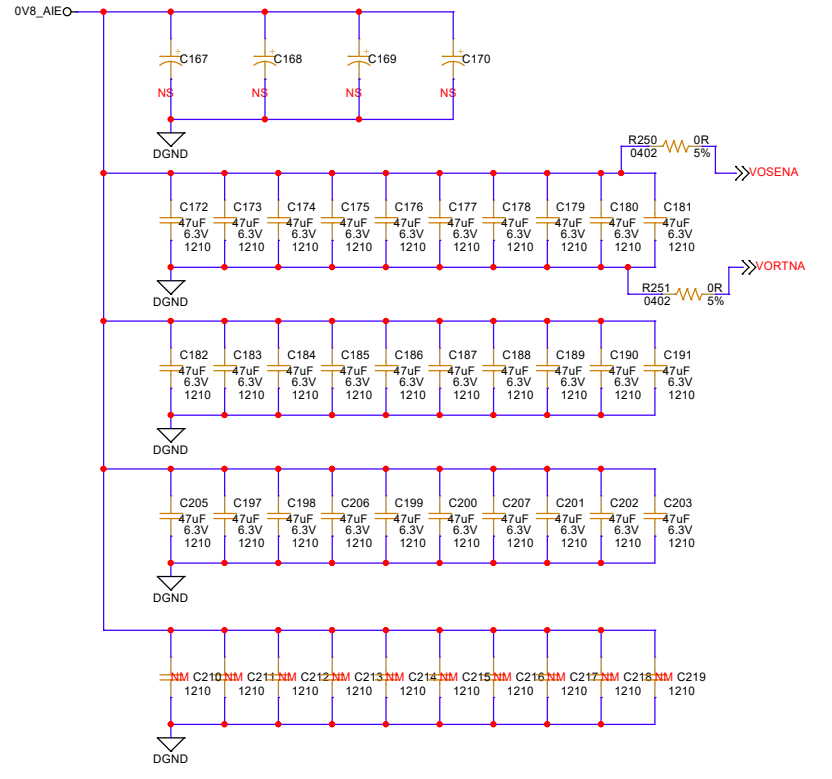 0V8_AIE
+ + + +
C167 C168 C169 C170
NS NS NS NS
DGND
R250 0R
0402 5%
VOSENA
C172 C173 C174 C175 C176 C177 C178 C179 C180 C181
47uF 47uF 47uF 47uF 47uF 47uF 47uF 47uF 47uF 47uF
6.3V 6.3V 6.3V 6.3V 6.3V 6.3V 6.3V 6.3V 6.3V 6.3V
1210 1210 1210 1210 1210 1210 1210 1210 1210 1210
VORTNA
DGND
R251 0R
0402 5%
C182 C183 C184 C185 C186 C187 C188 C189 C190 C191
47uF 47uF 47uF 47uF 47uF 47uF 47uF 47uF 47uF 47uF
6.3V 6.3V 6.3V 6.3V 6.3V 6.3V 6.3V 6.3V 6.3V 6.3V
1210 1210 1210 1210 1210 1210 1210 1210 1210 1210
DGND
C205 C197 C198 C206 C199 C200 C207 C201 C202 C203
47uF 47uF 47uF 47uF 47uF 47uF 47uF 47uF 47uF 47uF
6.3V 6.3V 6.3V 6.3V 6.3V 6.3V 6.3V 6.3V 6.3V 6.3V
1210 1210 1210 1210 1210 1210 1210 1210 1210 1210
DGND
NM C210 NM C211 NM C212 NM C213 NM C214 NM C215 NM C216 NM C217 NM C218 NM C219
1210 1210 1210 1210 1210 1210 1210 1210 1210 1210
DGND